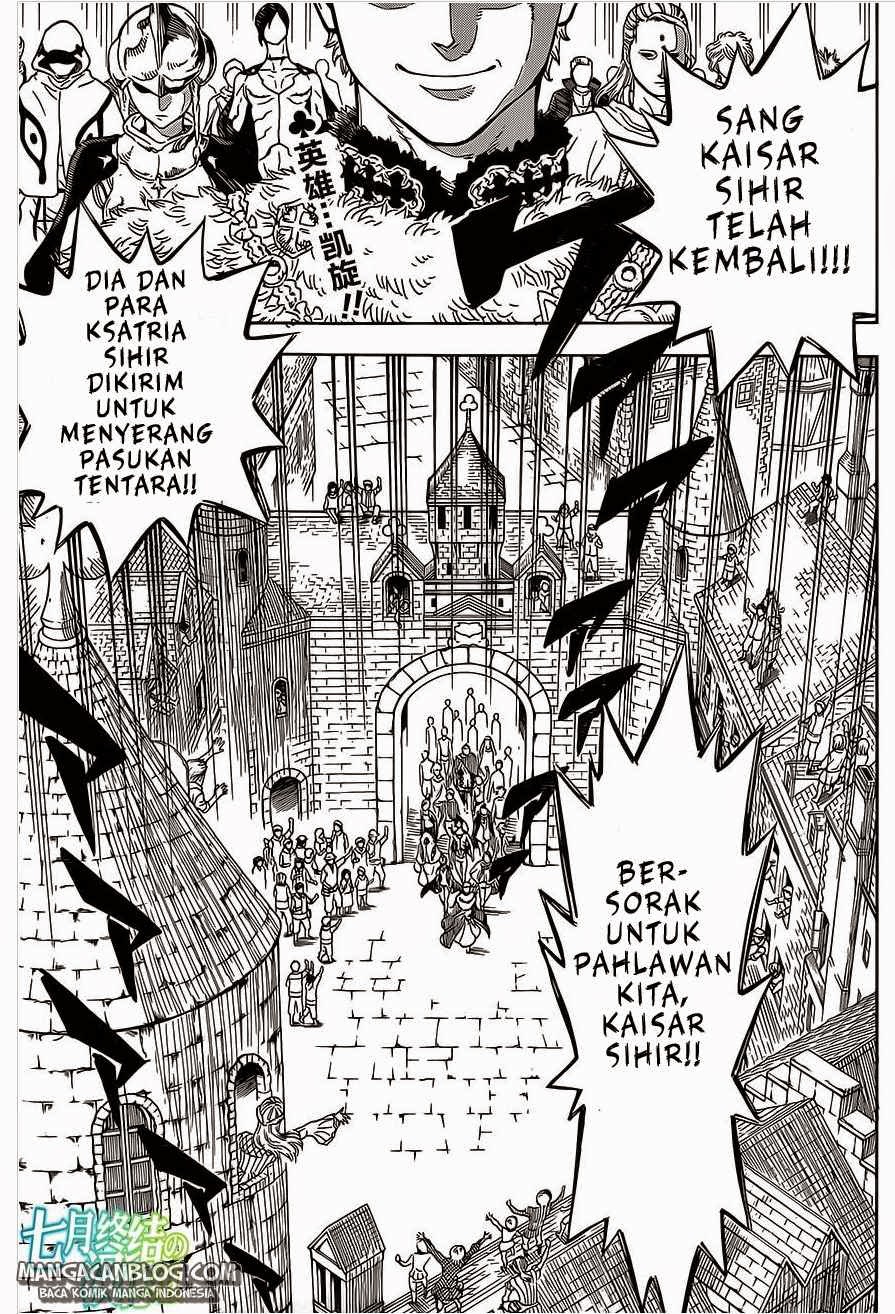 SANG
KAISAR
SIHIR
TELAH
KEMBALI!!!
♣英雄…凱旋!!
DIA DAN
PARA
KSATRIA
SIHIR
DIKIRIM
UNTUK
MENYERANG
PASUKAN
TENTARA!!
BER-
SORAK
UNTUK
PAHLAWAN
KITA,
KAISAR
SIHIR!!
七月終結の
MANGACANBLOG.COM
BACA KOMIK MANGA INDONESIA